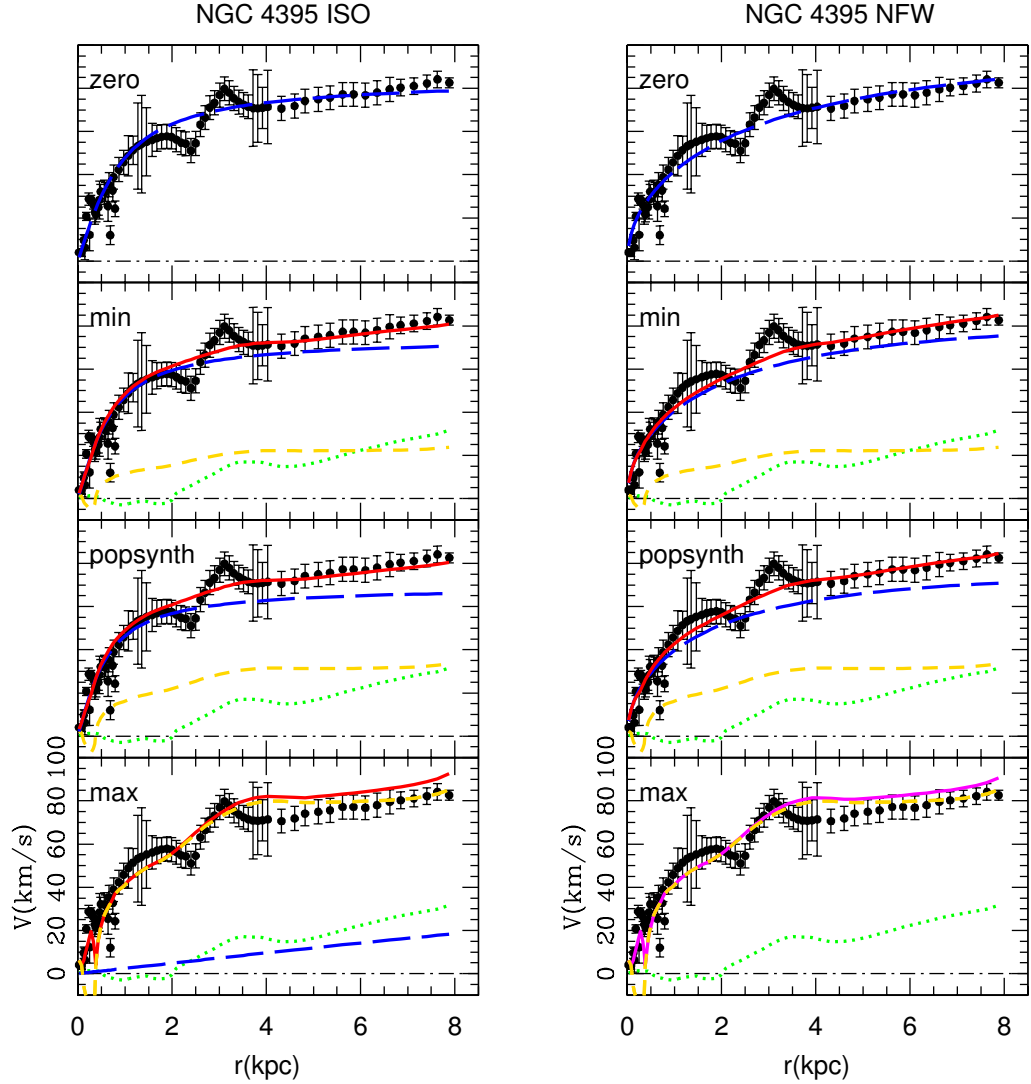 NGC 4395 ISO
NGC 4395 NFW
zero
zero
min
min
popsynth
popsynth
max
max
V(km/s)
0 20 40 60 80 100
V(km/s)
0 20 40 60 80 100
0 2 4 6 8
0 2 4 6 8
r(kpc)
r(kpc)